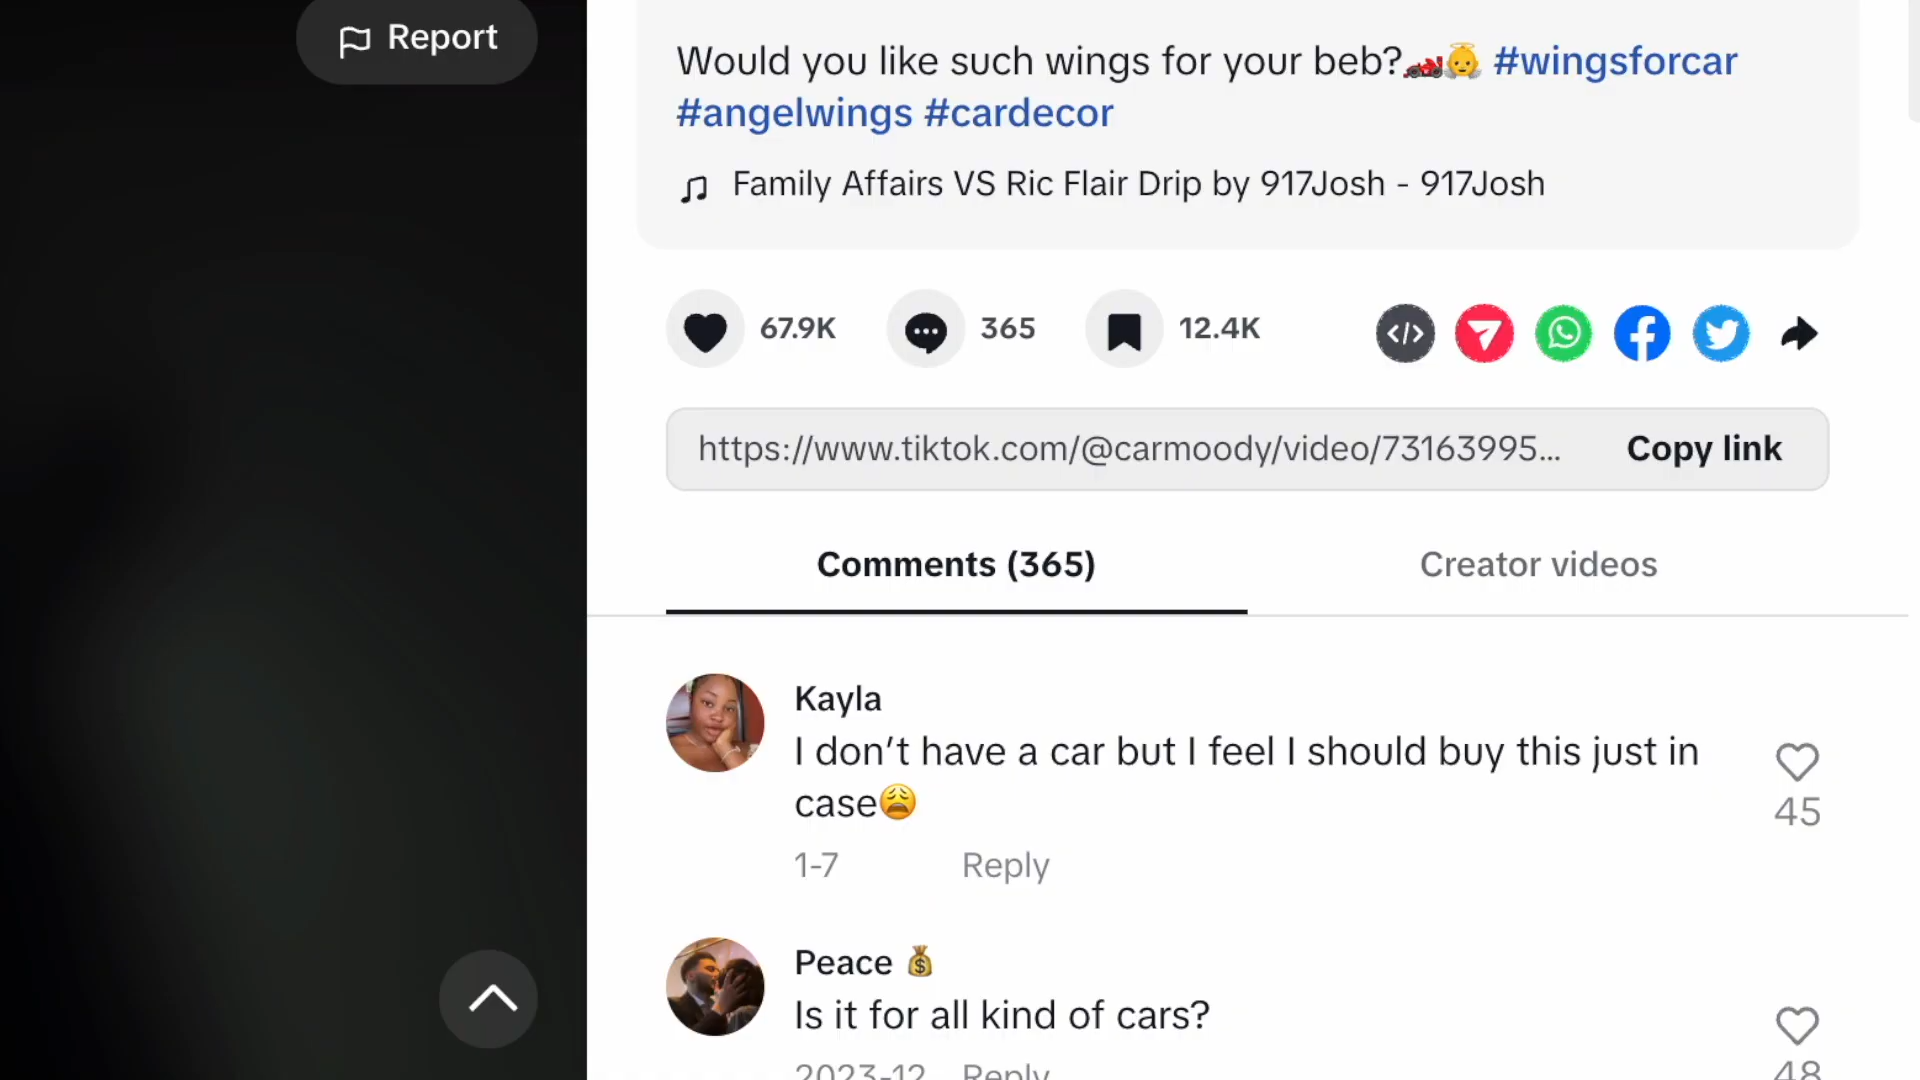 Report
Would you like such wings for your beb?🏎️👼 #wingsforcar
#angelwings #cardecor
Family Affairs VS Ric Flair Drip by 917Josh - 917Josh
67.9K 365 12.4K
https://www.tiktok.com/@carmoody/video/73163995... Copy link
Comments (365) Creator videos
Kayla
I don't have a car but I feel I should buy this just in
case😩
45
1-7 Reply
Peace 💰
Is it for all kind of cars?
2023-12 Reply
48